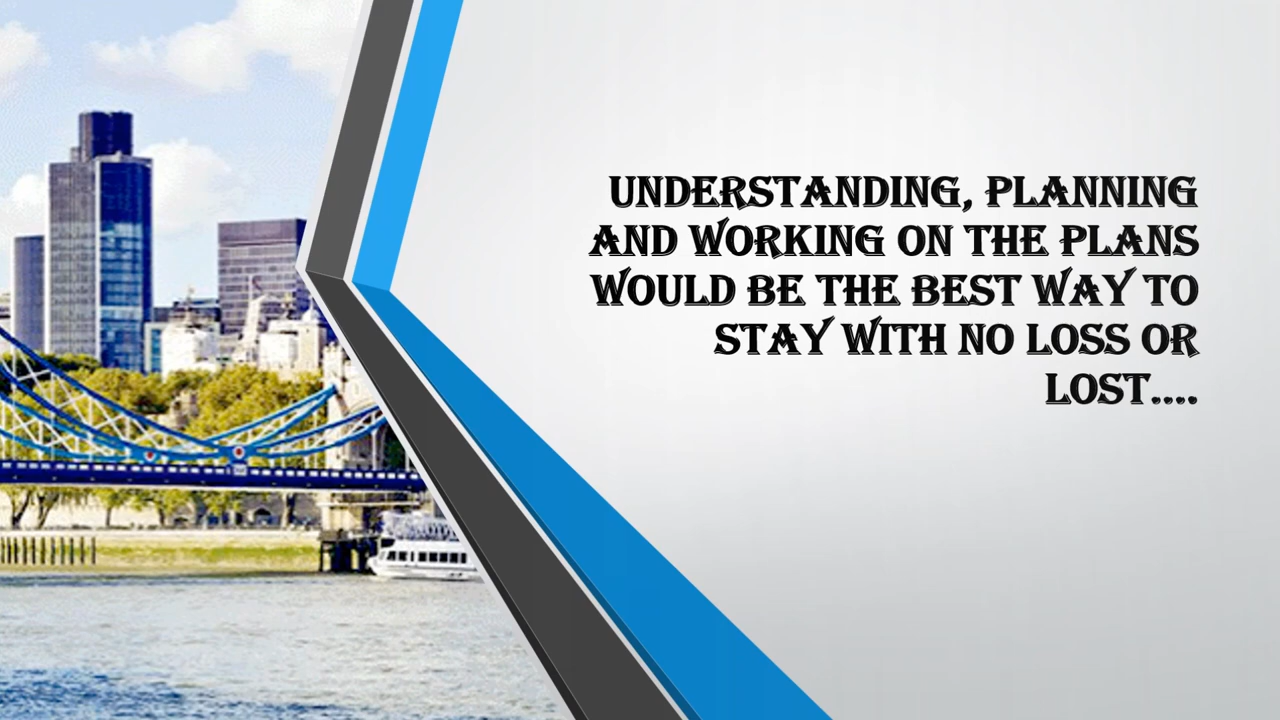 UNDERSTANDING, PLANNING
AND WORKING ON THE PLANS
WOULD BE THE BEST WAY TO
STAY WITH NO LOSS OR
LOST....